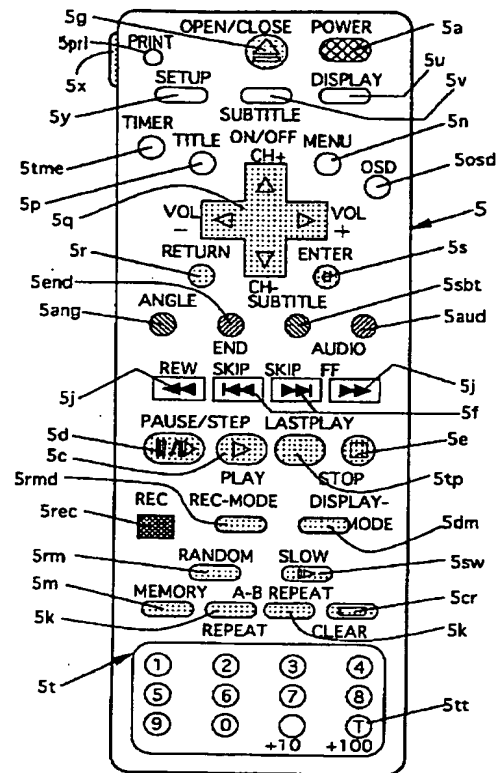 5g OPEN/CLOSE POWER 5a
5pri PRINT
5x 5u
SETUP DISPLAY 5v
5y SUBTITLE
TIMER ON/OFF MENU 5n
TITLE CH+ OSD
5tme 5osd
5p
5q VOL VOL 5
− +
5r RETURN ENTER 5s
5end CH- SUBTITLE 5sbt
5ang ANGLE 5aud
END AUDIO
REW SKIP SKIP FF
5j 5j
5f
PAUSE/STEP LASTPLAY
5d 5e
5c PLAY STOP
5rmd 5tp
REC REC-MODE DISPLAY-
5rec MODE
5dm
5rm RANDOM SLOW 5sw
5m MEMORY A-B REPEAT 5cr
5k REPEAT CLEAR 5k
5t 1 2 3 4
5 6 7 8
9 0 T 5tt
+10 +100